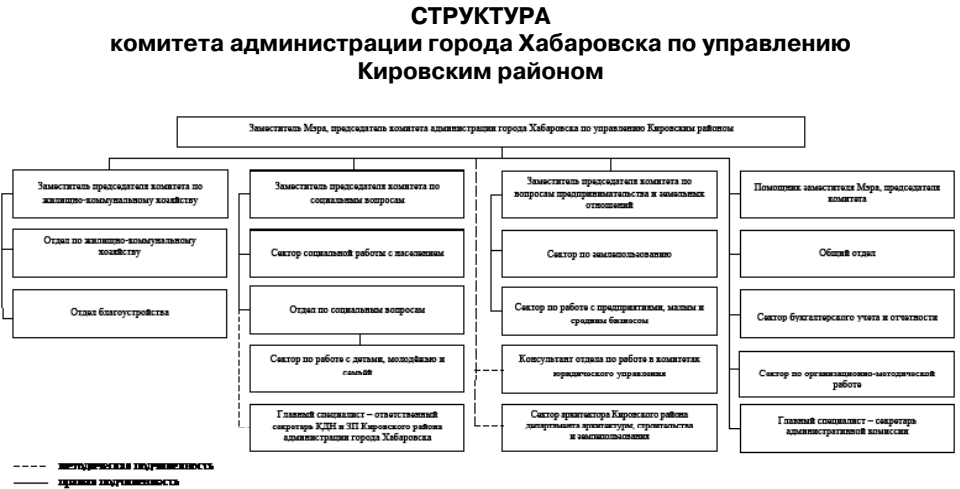 СТРУКТУРА
комитета администрации города Хабаровска по управлению
Кировским районом
Заместитель Мэра, председатель комитета администрации города Хабаровска по управлению Кировским районом
Заместитель председателя комитета по
жилищно-коммунальному хозяйству
Отдел по жилищно-коммунальному
хозяйству
Отдел благоустройства
Заместитель председателя комитета по
социальным вопросам
Сектор социальной работы с населением
Отдел по социальным вопросам
Сектор по работе с детьми, молодёжью и
семьёй
Главный специалист – ответственный
секретарь КДН и ЗП Кировского района
администрации города Хабаровска
Заместитель председателя комитета по
вопросам предпринимательства и земельных
отношений
Сектор по землепользованию
Сектор по работе с предприятиями, малым и
средним бизнесом
Консультант отдела по работе в комитетах
юридического управления
Сектор архитектора Кировского района
департамента архитектуры, строительства
и землепользования
Помощник заместителя Мэра, председателя
комитета
Общий отдел
Сектор бухгалтерского учета и отчетности
Сектор по организационно-методической
работе
Главный специалист – секретарь
административной комиссии
методическая подчиненность
прямая подчиненность